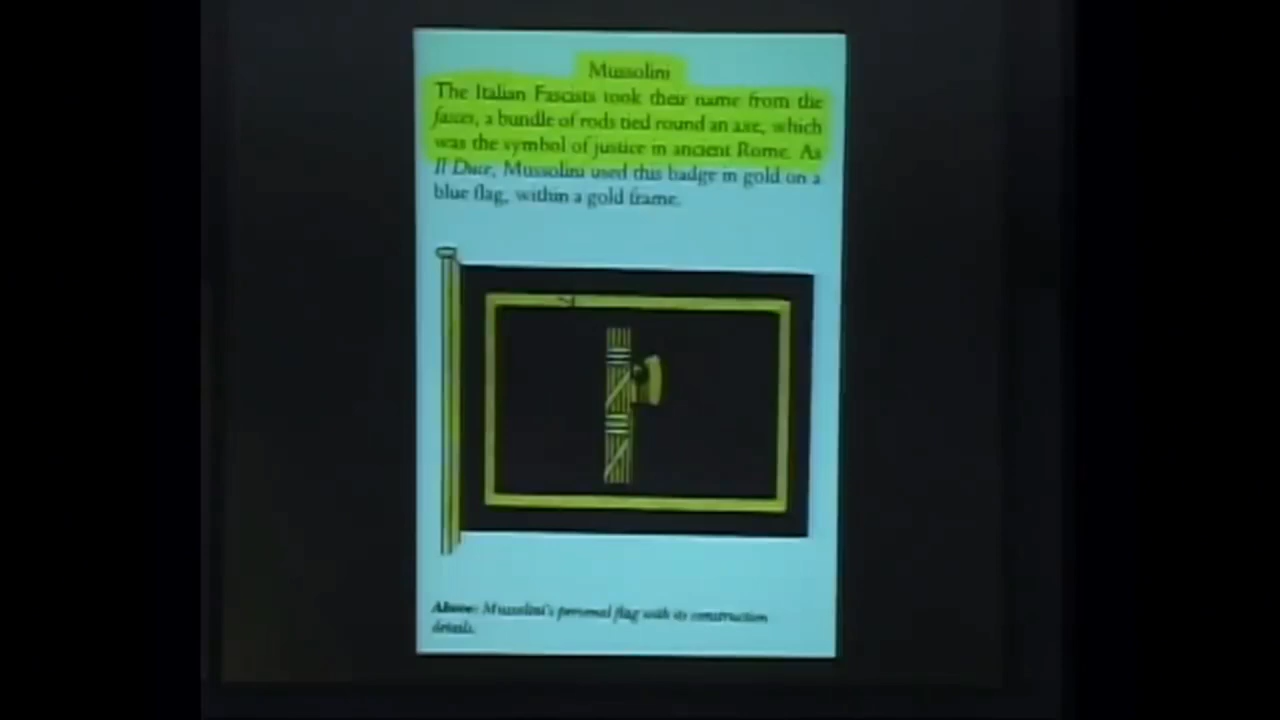 Mussolini
The Italian Fascists took their name from the
fasces, a bundle of rods tied round an axe, which
was the symbol of justice in ancient Rome. As
Il Duce, Mussolini used this badge in gold on a
blue flag, within a gold frame.
Above: Mussolini's personal flag with its construction
details.